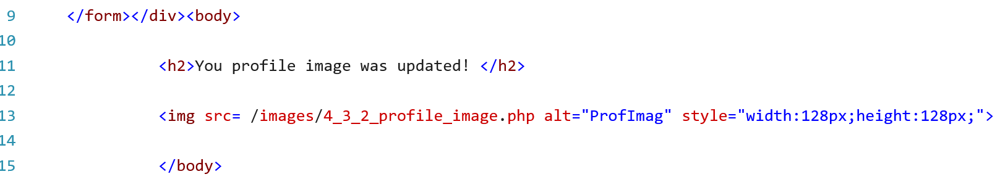 9 </form></div><body>
10
11 <h2>You profile image was updated! </h2>
12
13 <img src= /images/4_3_2_profile_image.php alt="ProfImag" style="width:128px;height:128px;">
14
15 </body>